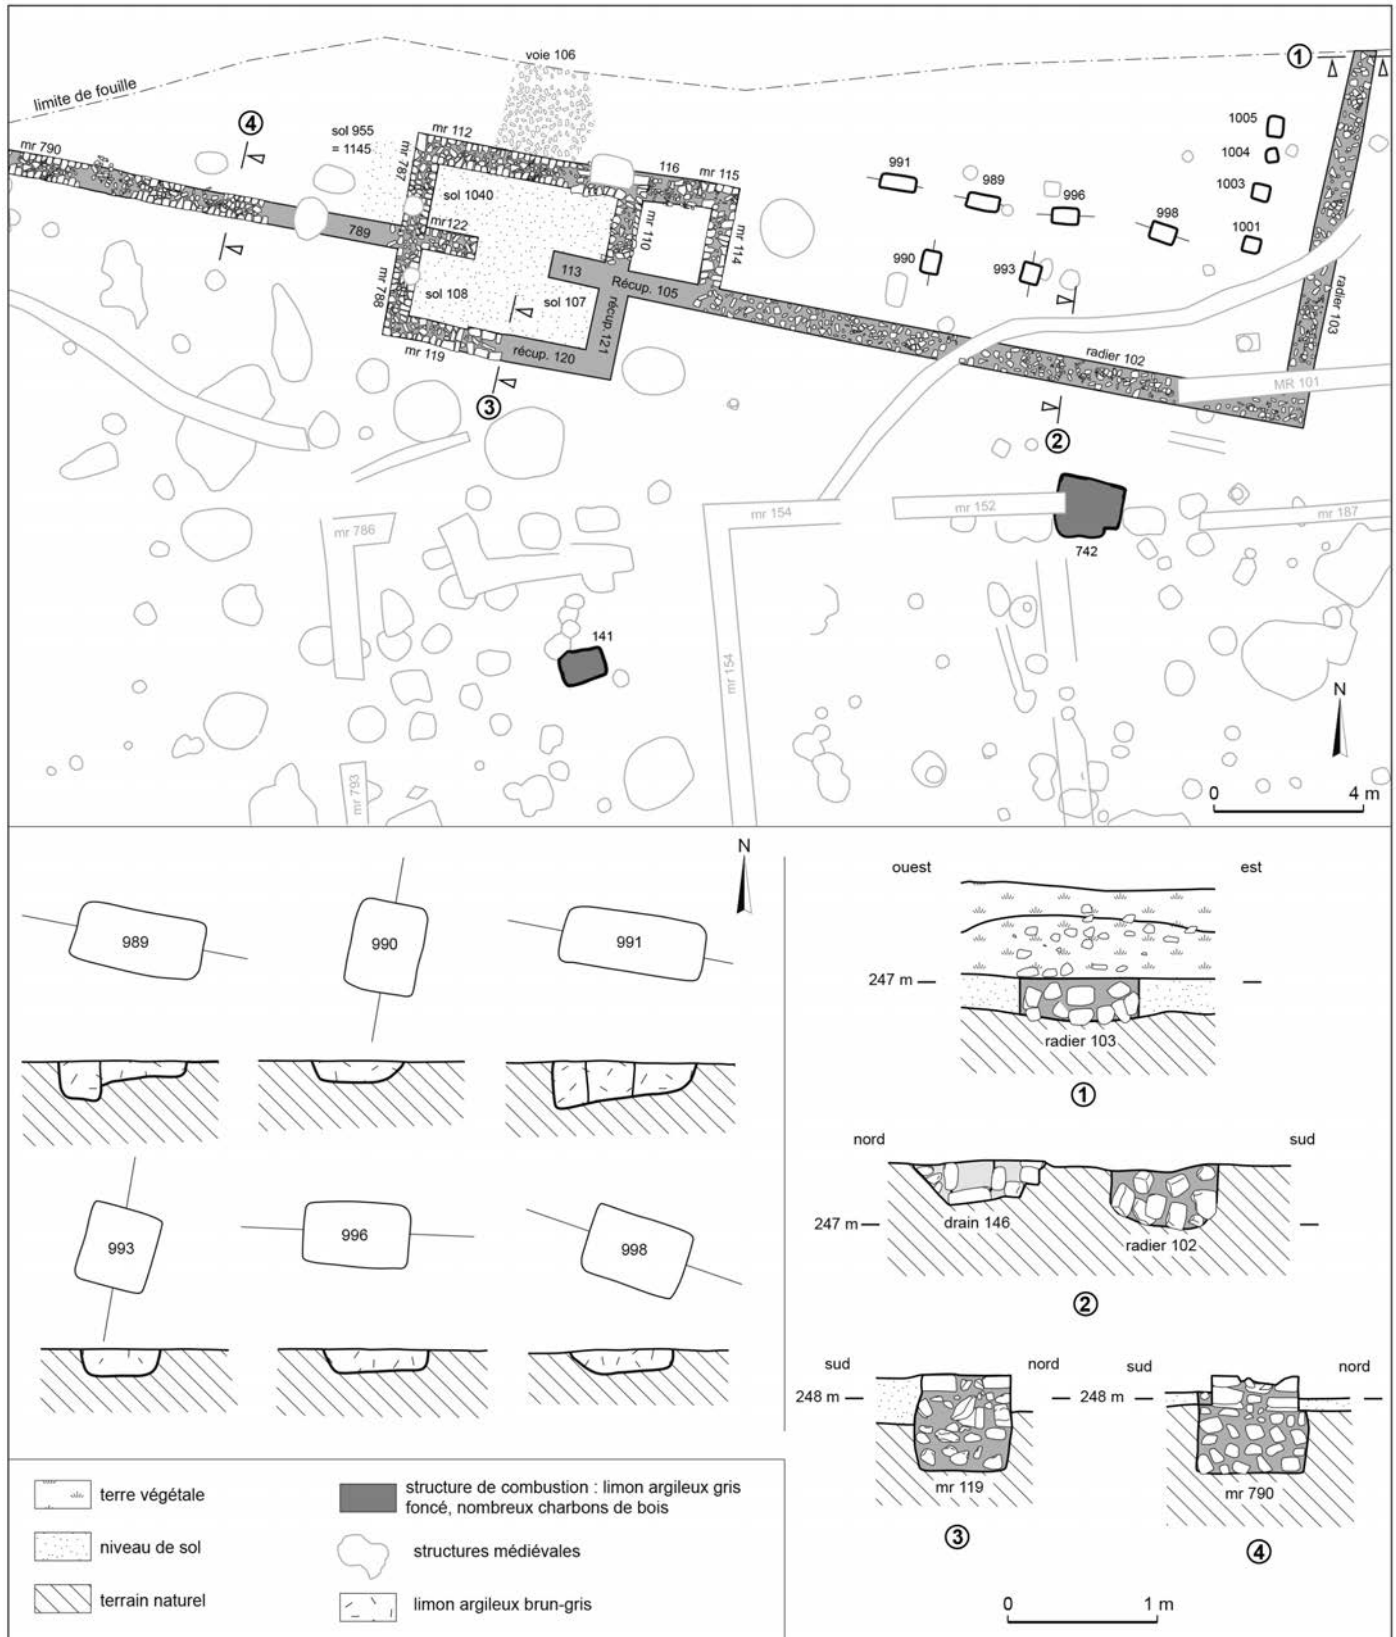 voie 106
1
limite de fouille
4
sol 955
= 1145
mr 112
1005
mr 790
mr 787
116
mr 115
1004
991
989
1003
sol 1040
996
998
1001
mr122
mr 110
mr 114
789
990
993
113
Récup. 105
mr 788
sol 108
sol 107
récup. 121
radier 103
mr 119
récup. 120
radier 102
MR 101
3
2
mr 786
mr 154
mr 152
mr 187
742
141
mr 154
N
mr 793
0 4 m
N
989
990
991
993
996
998
ouest est
247 m
radier 103
1
nord sud
247 m
drain 146
radier 102
2
sud nord
248 m
mr 119
3
sud nord
248 m
mr 790
4
0 1 m
terre végétale
niveau de sol
terrain naturel
structure de combustion : limon argileux gris
foncé, nombreux charbons de bois
structures médiévales
limon argileux brun-gris